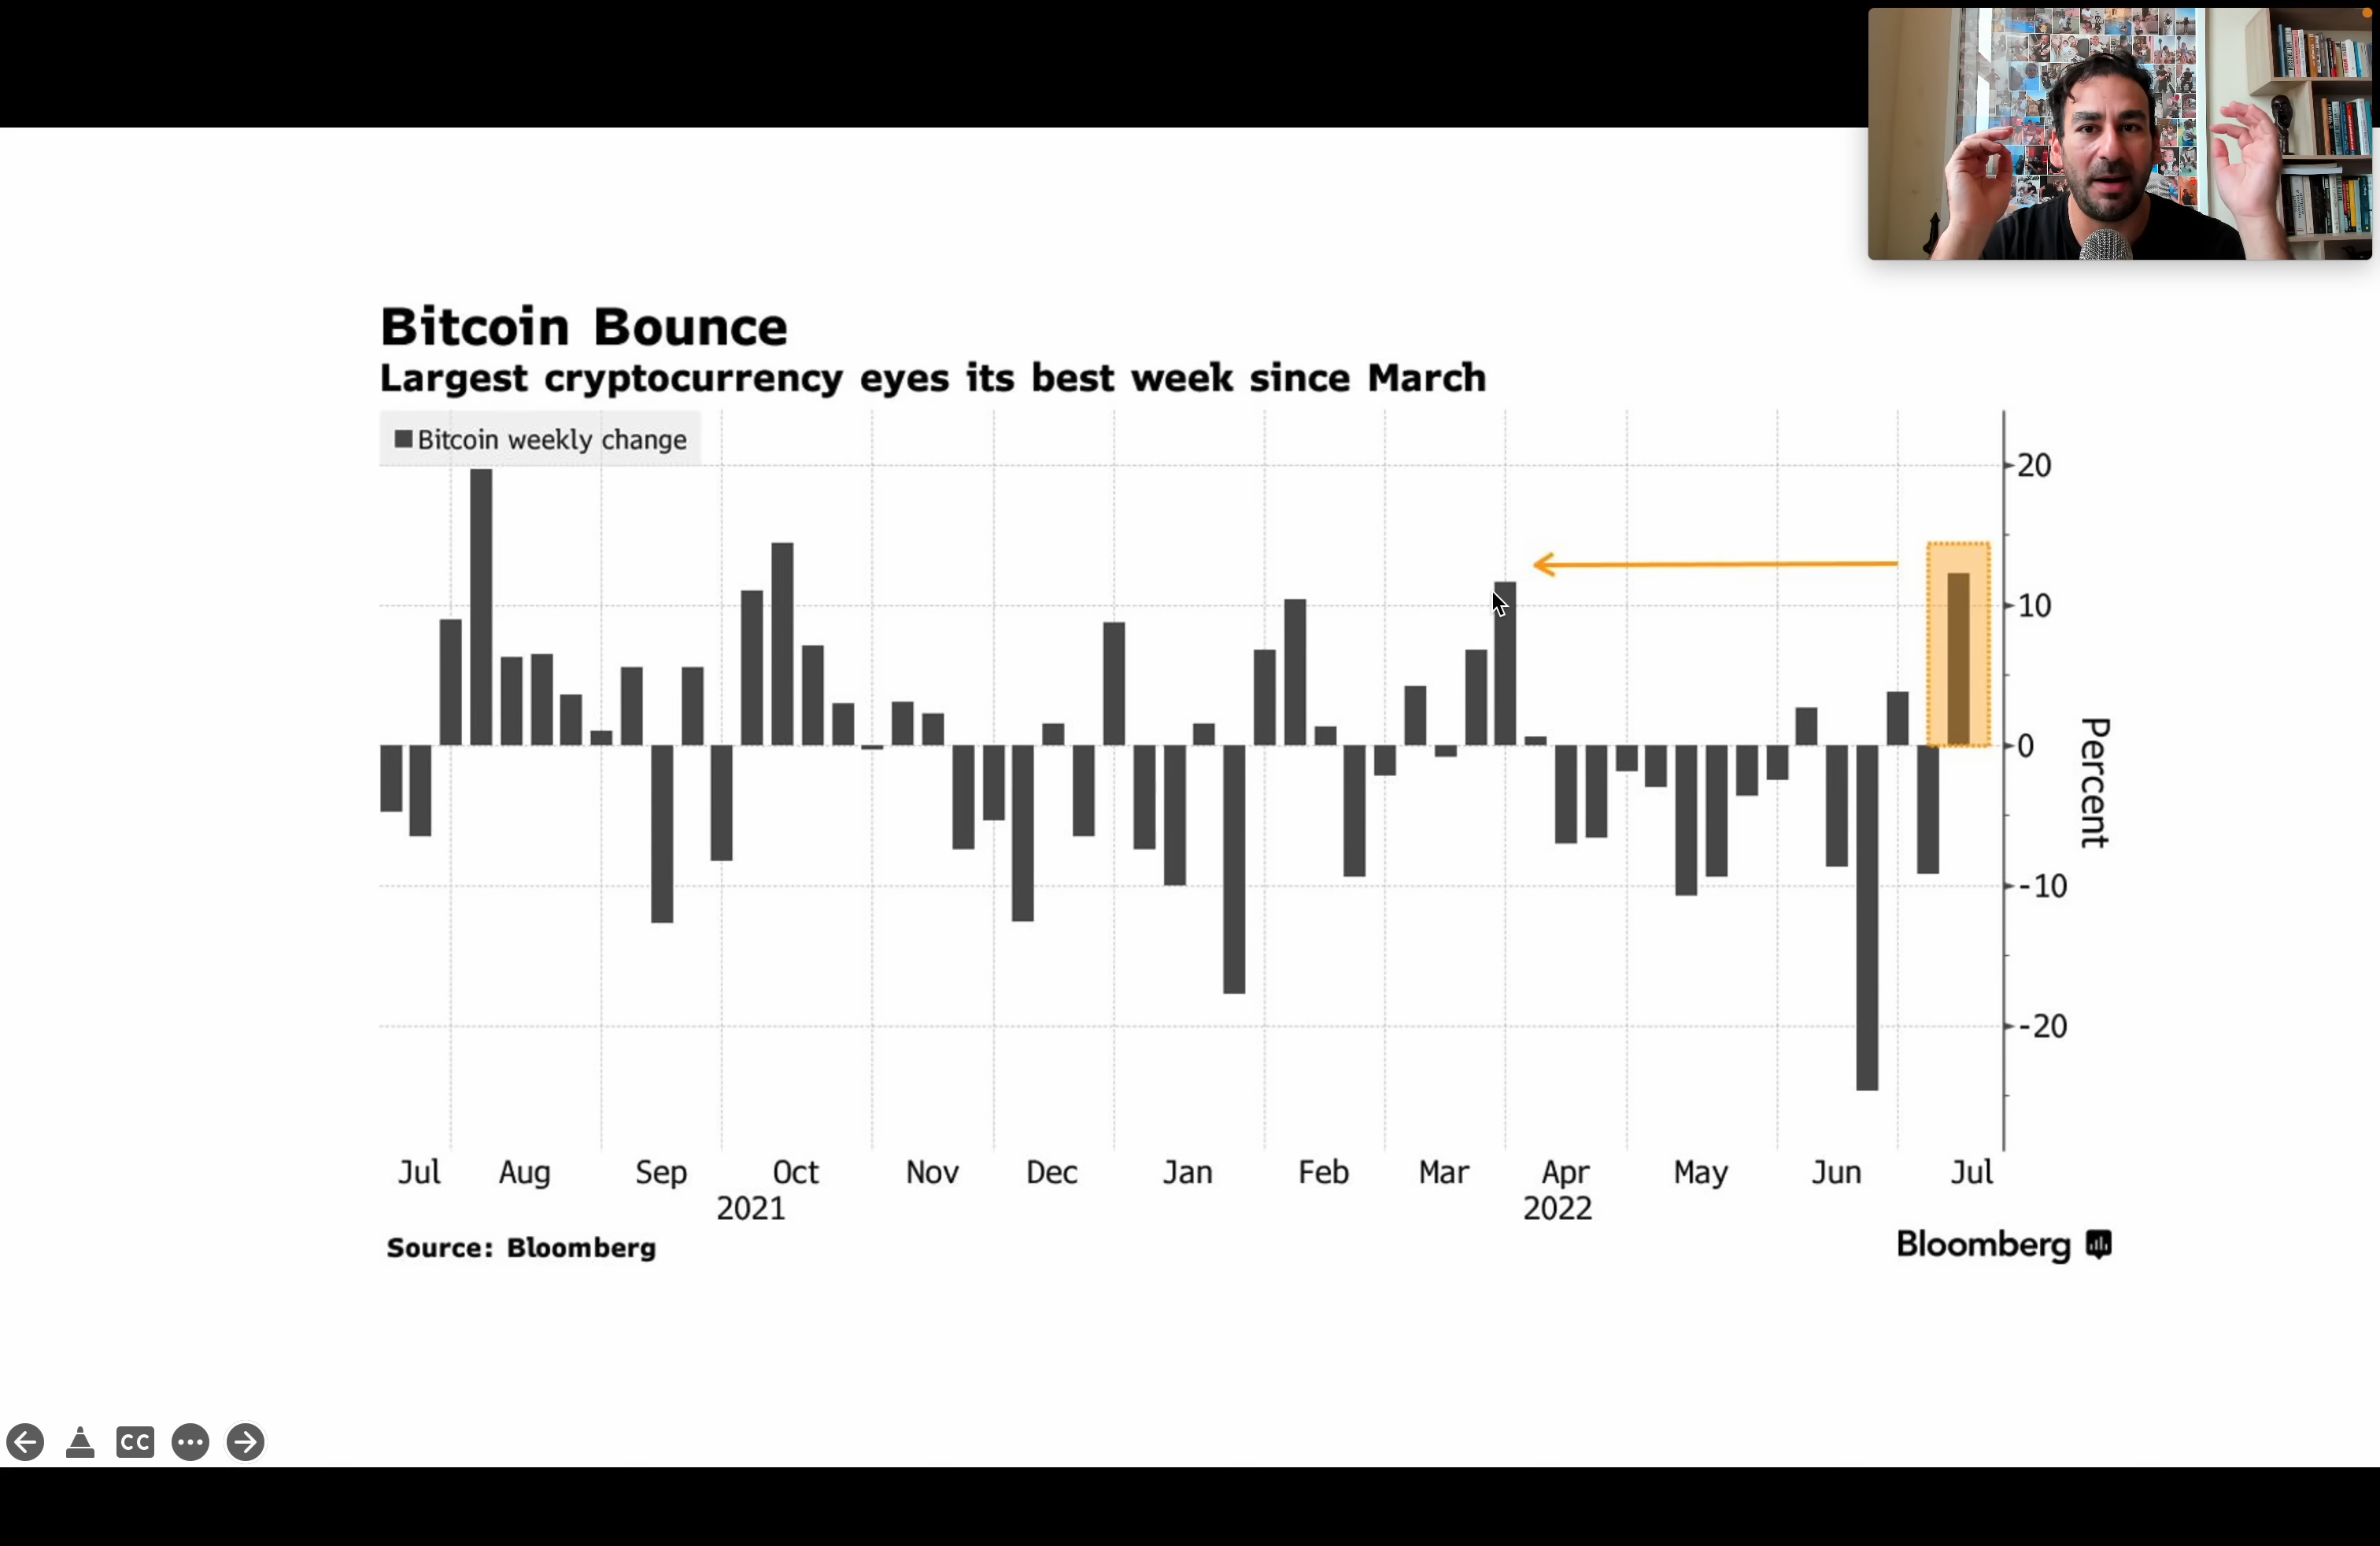 Bitcoin Bounce
Largest cryptocurrency eyes its best week since March
Bitcoin weekly change
20
10
0
-10
-20
Percent
Jul Aug Sep Oct Nov Dec Jan Feb Mar Apr May Jun Jul
2021 2022
Source: Bloomberg
Bloomberg
CC